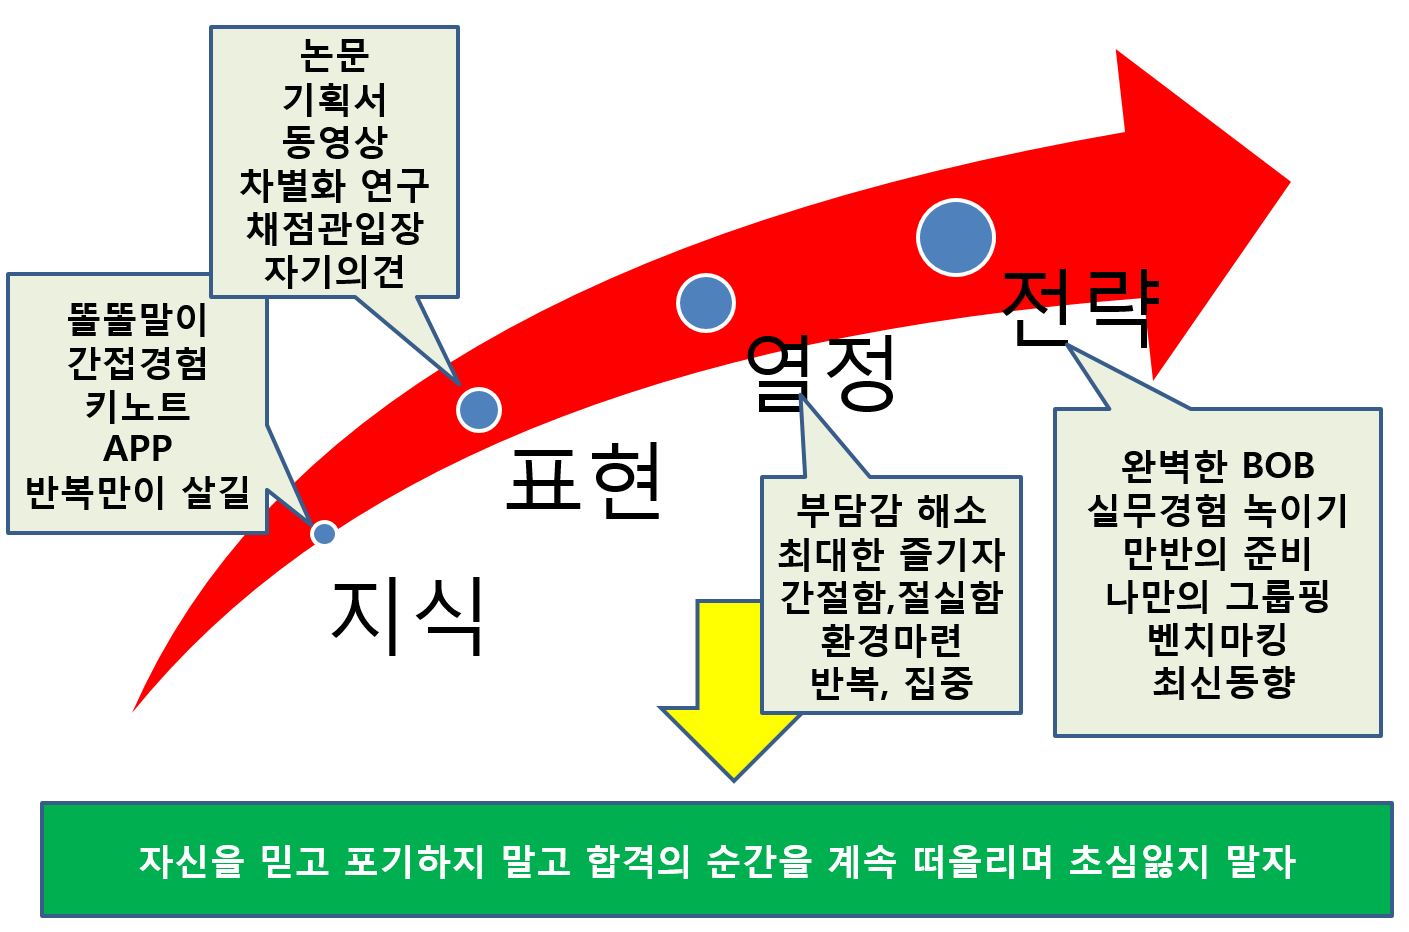 논문
기획서
동영상
차별화 연구
채점관입장
자기의견
똘똘말이
간접경험
키노트
APP
반복만이 살길
지식
표현
열정
전략
부담감 해소
최대한 즐기자
간절함,절실함
환경마련
반복, 집중
완벽한 BOB
실무경험 녹이기
만반의 준비
나만의 그룹핑
벤치마킹
최신동향
자신을 믿고 포기하지 말고 합격의 순간을 계속 떠올리며 초심잃지 말자